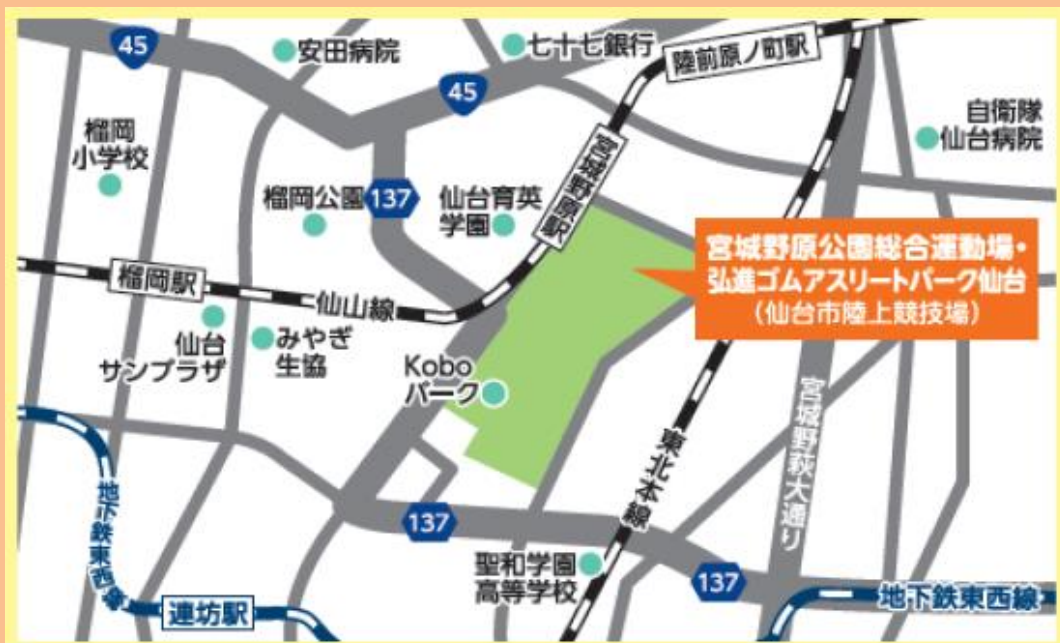 45
安田病院
七十七銀行
陸前原ノ町駅
45
自衛隊
仙台病院
榴岡
小学校
宮城野原駅
137
榴岡公園
仙台育英
学園
宮城野原公園総合運動場・
弘進ゴムアスリートパーク仙台
(仙台市陸上競技場)
榴岡駅
仙山線
仙台
サンプラザ
みやぎ
生協
Kobo
パーク
宮城野萩大通り
東北本線
地下鉄東西線
137
聖和学園
高等学校
137
連坊駅
地下鉄東西線